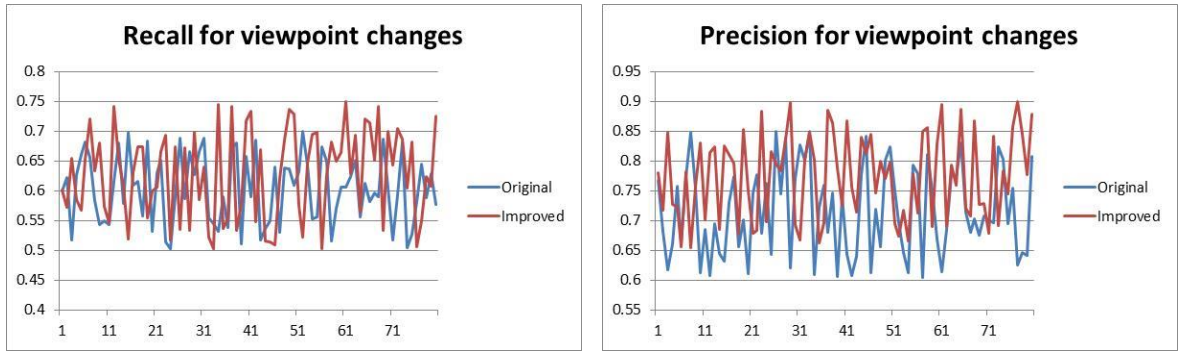 Recall for viewpoint changes
0.8
0.75
0.7
0.65
0.6
0.55
0.5
0.45
0.4
1 11 21 31 41 51 61 71
Original
Improved
Precision for viewpoint changes
0.95
0.9
0.85
0.8
0.75
0.7
0.65
0.6
0.55
1 11 21 31 41 51 61 71
Original
Improved